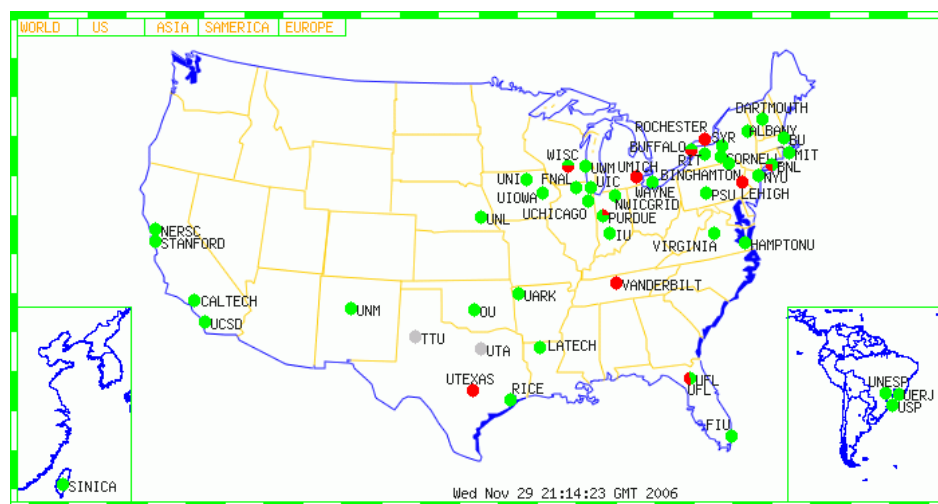 WORLD US ASIA SAMERICA EUROPE
DARTMOUTH
ROCHESTER SYR ALBANY BU
BUFFALO RIT CORNELL MIT
WISC UNM UMICH BINGHAMTON BNL
UNI FNAL UIC WAYNE NYU
UIOWA NWICGRID PSU LEHIGH
UCHICAGO PURDUE
UNL
IU VIRGINIA HAMPTONU
NERSC
STANFORD
VANDERBILT
CALTECH UARK
UNM OU
UCSD
TTU UTA LATECH
UTEXAS RICE UFL
UFL
UNESP UERJ
USP
FIU
SINICA
Wed Nov 29 21:14:23 GMT 2006